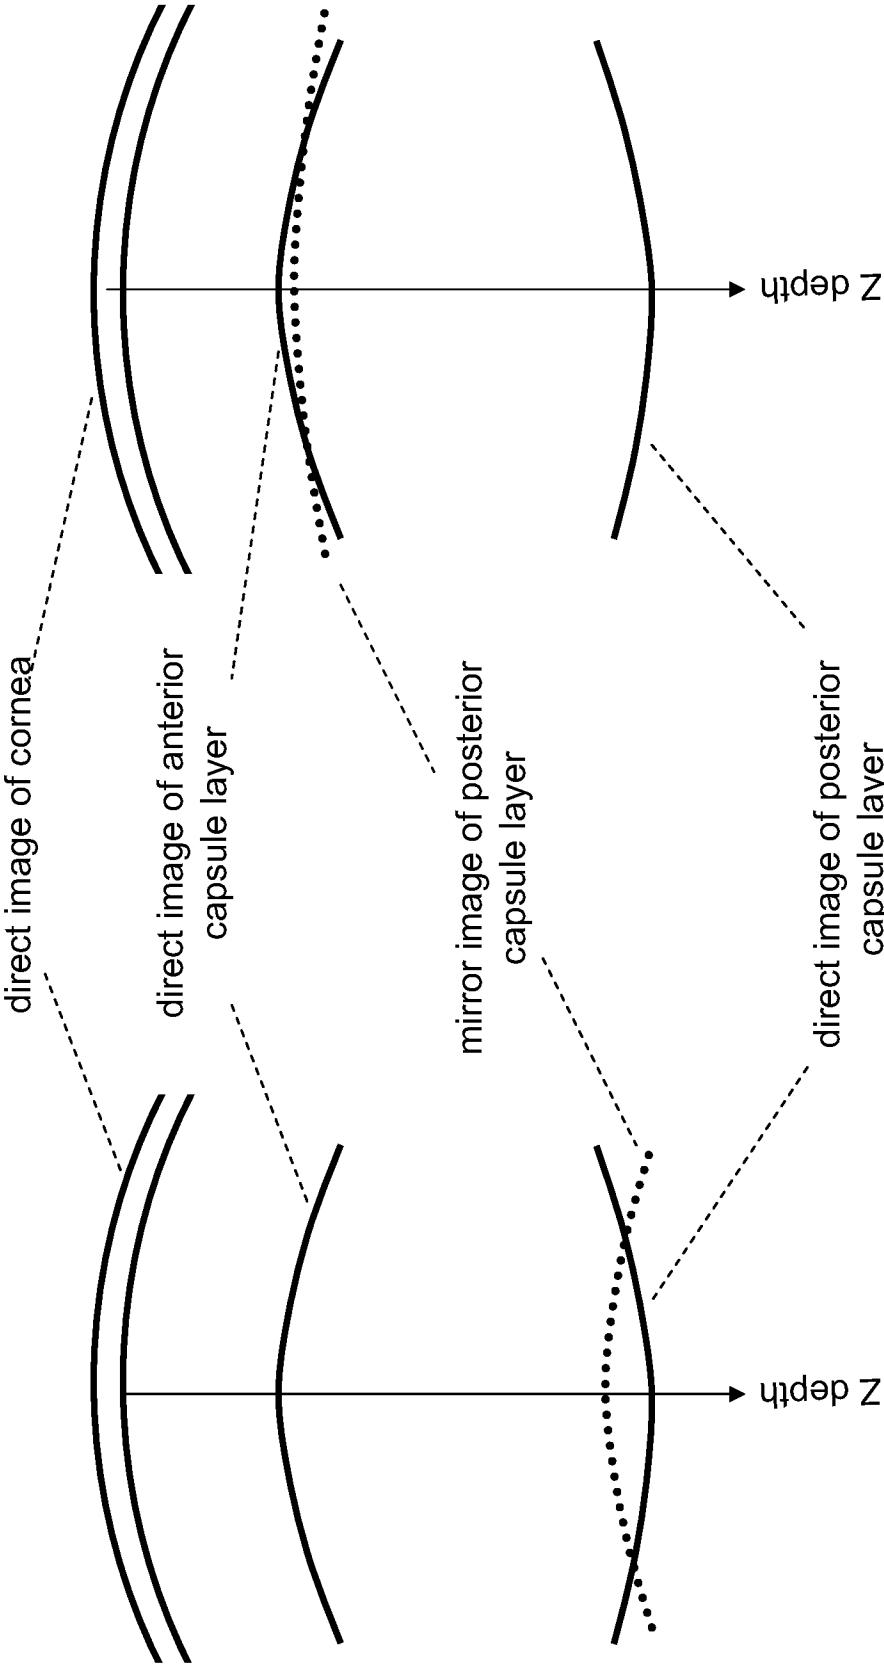 direct image of cornea
direct image of anterior
capsule layer
mirror image of posterior
capsule layer
direct image of posterior
capsule layer
Z depth
Z depth